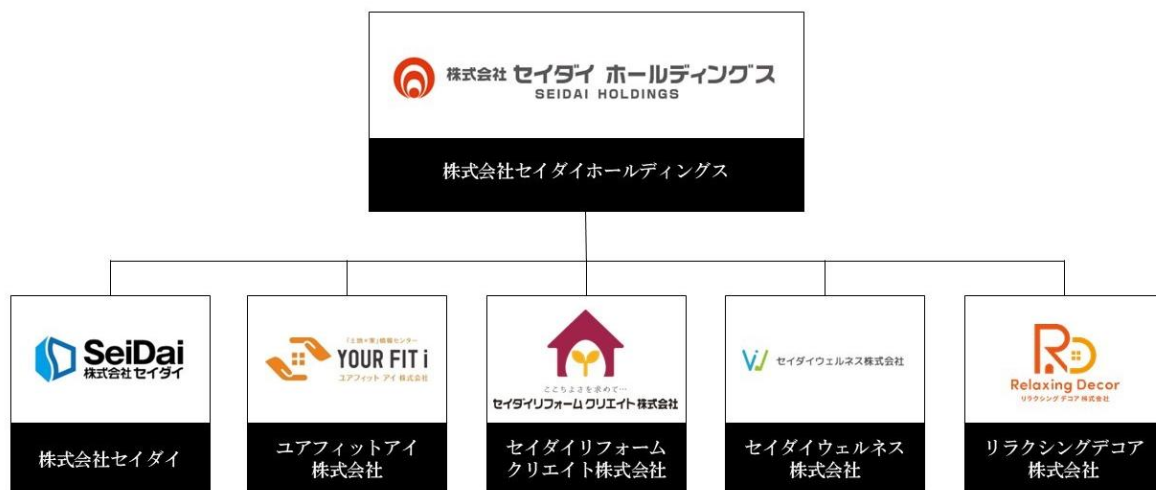 株式会社 セイダイ ホールディングス
SEIDAI HOLDINGS
株式会社セイダイホールディングス
SeiDai
株式会社 セイダイ
株式会社セイダイ
「土地×家」情報センター
YOUR FIT i
ユアフィット アイ 株式会社
ユアフィットアイ
株式会社
ここちよさを求めて…
セイダイリフォーム クリエイト 株式会社
セイダイリフォーム
クリエイト株式会社
セイダイウェルネス株式会社
セイダイウェルネス
株式会社
Relaxing Decor
リラクシング デコア 株式会社
リラクシングデコア
株式会社